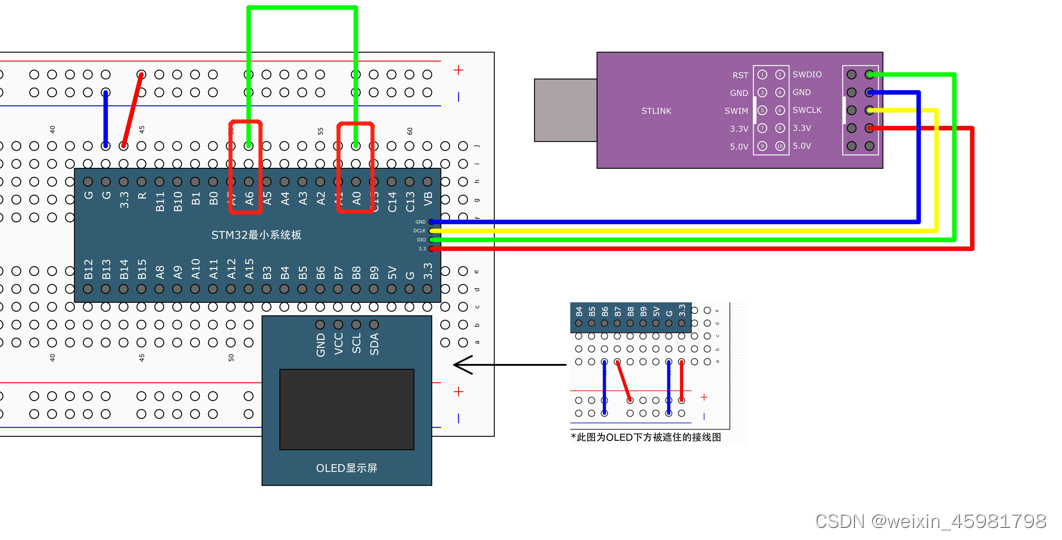 +
−
40
45
55
60
j
i
h
g
f
G
G
3.3
R
B11
B10
B1
B0
A7
A6
A5
A4
A3
A2
A1
A0
C14
C13
VB
STM32最小系统板
GND
DCLK
DIO
3.3
B12
B13
B14
B15
A8
A9
A10
A11
A12
A15
B3
B4
B5
B6
B7
B8
B9
5V
G
3.3
e
d
c
b
a
40
45
50
GND
VCC
SCL
SDA
+
−
OLED显示屏
STLINK
RST 1 2 SWDIO
GND 3 4 GND
SWIM 5 6 SWCLK
3.3V 7 8 3.3V
5.0V 9 10 5.0V
B4
B5
B6
B7
B8
B9
5V
G
3.3
+
−
*此图为OLED下方被遮住的接线图
CSDN @weixin_45981798